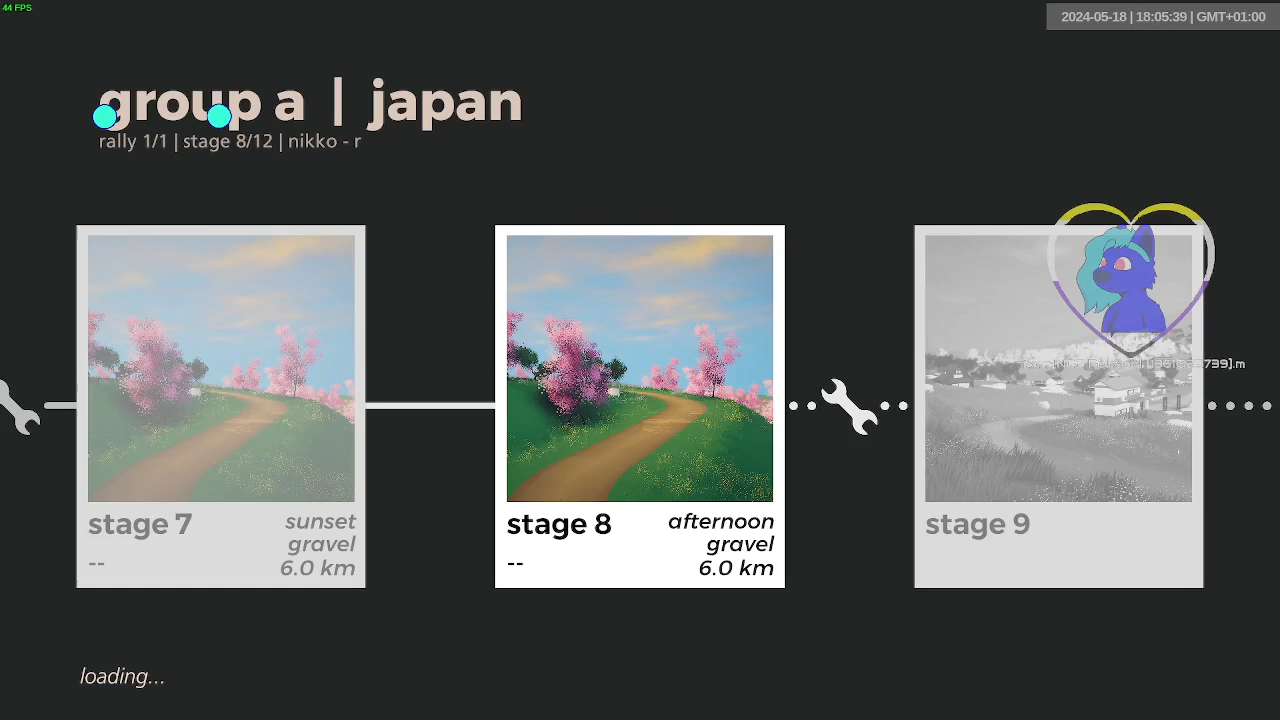 44 FPS
2024-05-18 | 18:05:39 | GMT+01:00
group a | japan
rally 1/1 | stage 8/12 | nikko - r
stage 7
sunset
gravel
--
6.0 km
stage 8
afternoon
gravel
--
6.0 km
stage 9
loading...